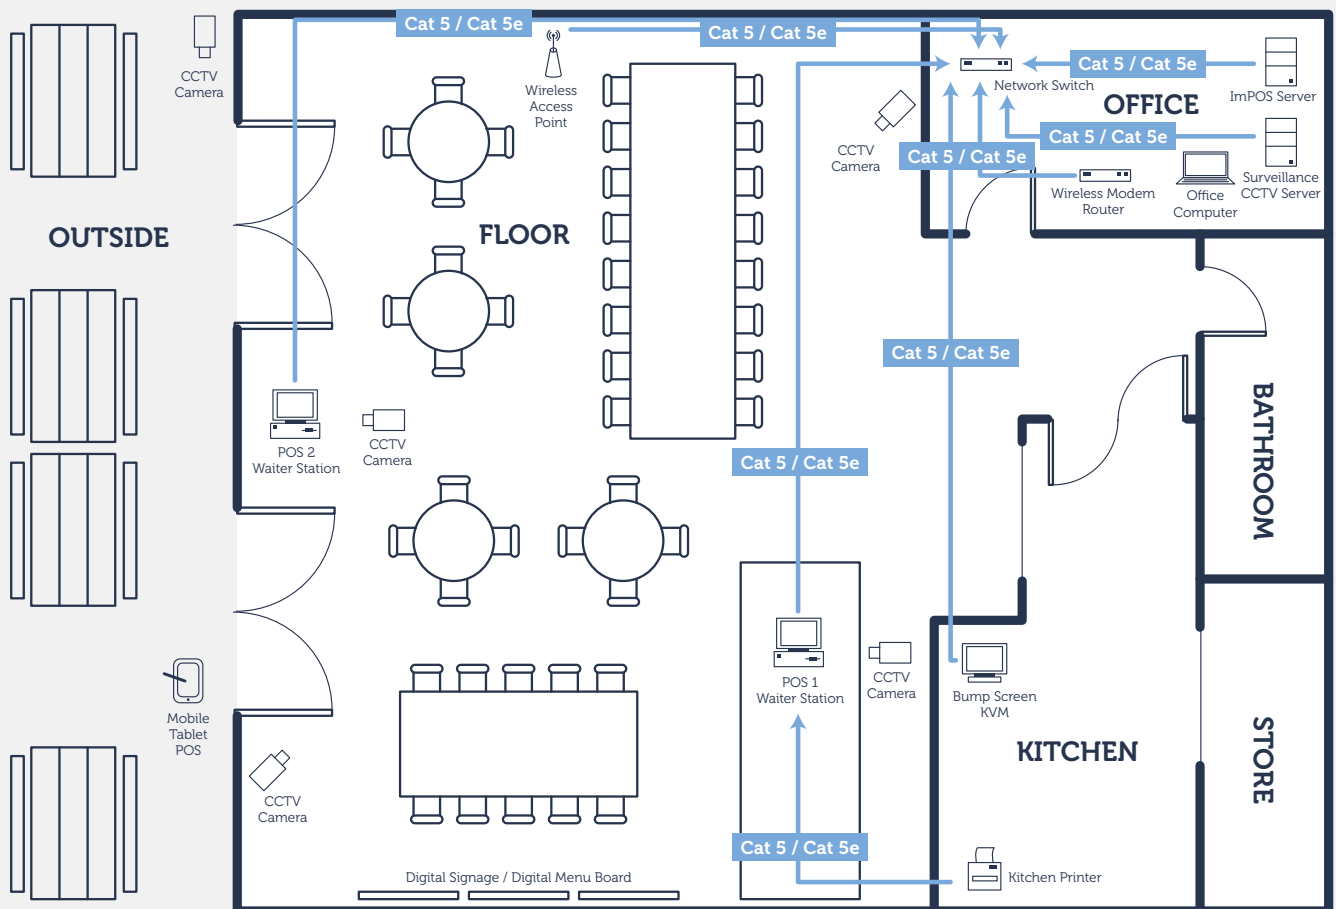 Cat 5 / Cat 5e
Cat 5 / Cat 5e
CCTV
Camera
Wireless
Access
Point
Cat 5 / Cat 5e
Network Switch
ImPOS Server
OFFICE
Cat 5 / Cat 5e
CCTV
Camera
Cat 5 / Cat 5e
Surveillance
CCTV Server
Wireless Modem
Router
Office
Computer
OUTSIDE
FLOOR
Cat 5 / Cat 5e
BATHROOM
POS 2
Waiter Station
CCTV
Camera
Cat 5 / Cat 5e
POS 1
Waiter Station
CCTV
Camera
Bump Screen
KVM
Mobile
Tablet
POS
KITCHEN
STORE
CCTV
Camera
Cat 5 / Cat 5e
Digital Signage / Digital Menu Board
Kitchen Printer